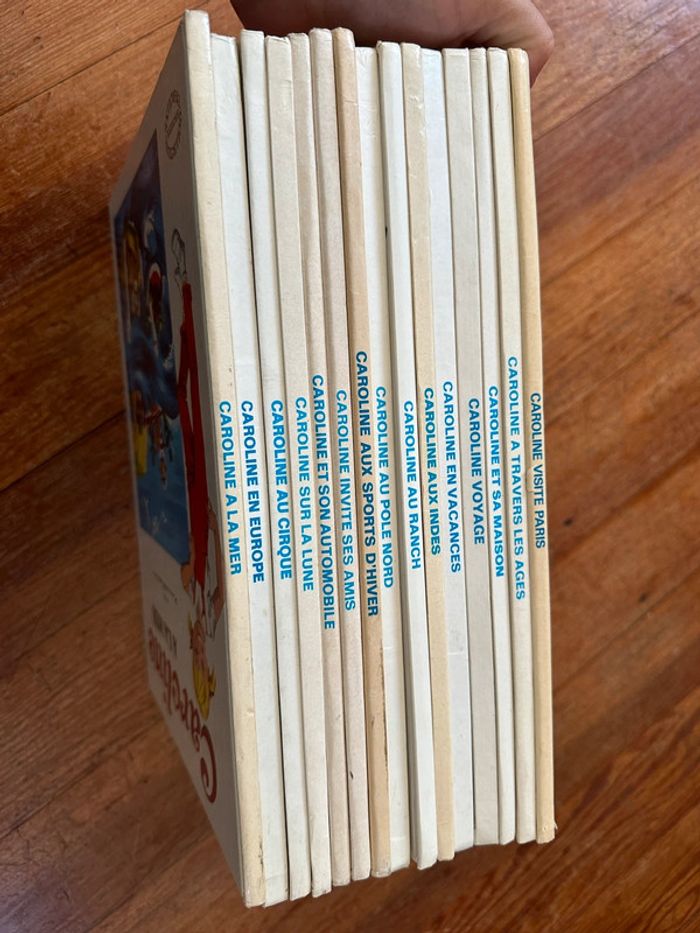 CAROLINE A LA MER
CAROLINE EN EUROPE
CAROLINE AU CIRQUE
CAROLINE SUR LA LUNE
CAROLINE ET SON AUTOMOBILE
CAROLINE INVITE SES AMIS
CAROLINE AUX SPORTS D'HIVER
CAROLINE AU POLE NORD
CAROLINE AU RANCH
CAROLINE AUX INDES
CAROLINE EN VACANCES
CAROLINE VOYAGE
CAROLINE ET SA MAISON
CAROLINE A TRAVERS LES AGES
CAROLINE VISITE PARIS
Caroline